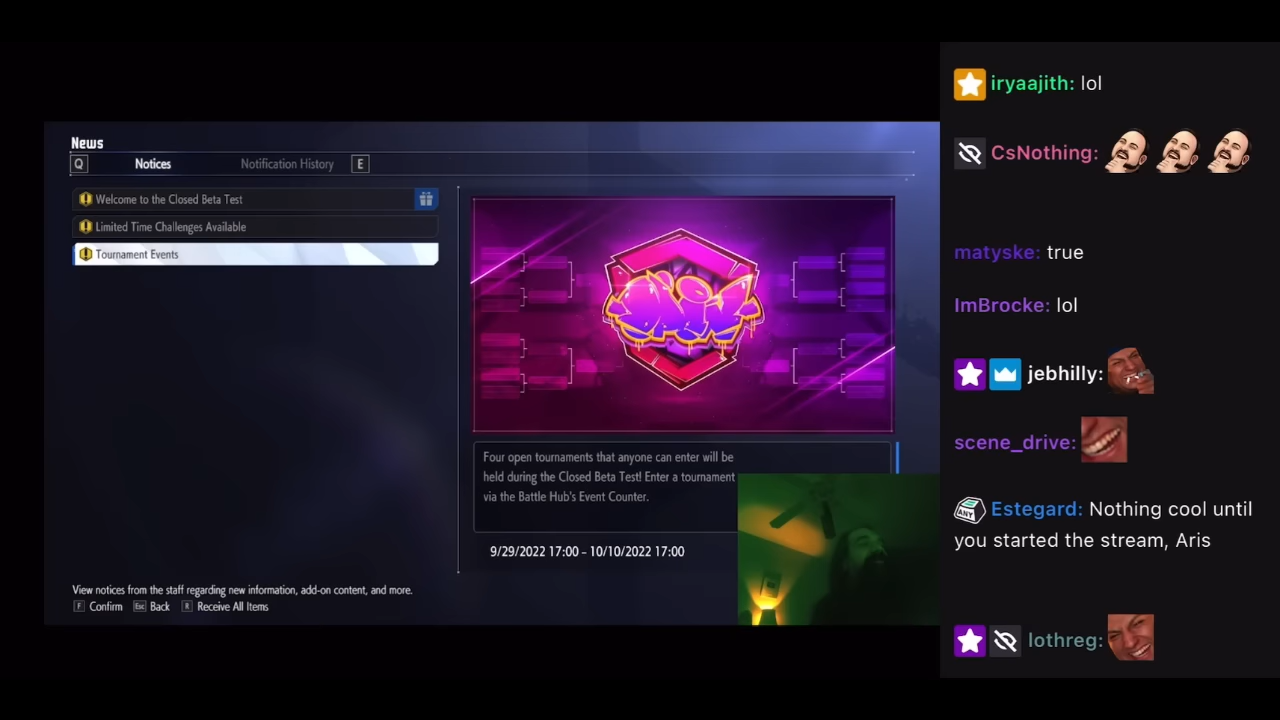 News
Q
Notices
Notification History
E
Welcome to the Closed Beta Test
Limited Time Challenges Available
Tournament Events
Four open tournaments that anyone can enter will be
held during the Closed Beta Test! Enter a tournament
via the Battle Hub's Event Counter.
9/29/2022 17:00 - 10/10/2022 17:00
View notices from the staff regarding new information, add-on content, and more.
F Confirm Esc Back R Receive All Items
iryaajith: lol
CsNothing:
matyske: true
ImBrocke: lol
jebhilly:
scene_drive:
ANY Estegard: Nothing cool until
you started the stream, Aris
lothreg: